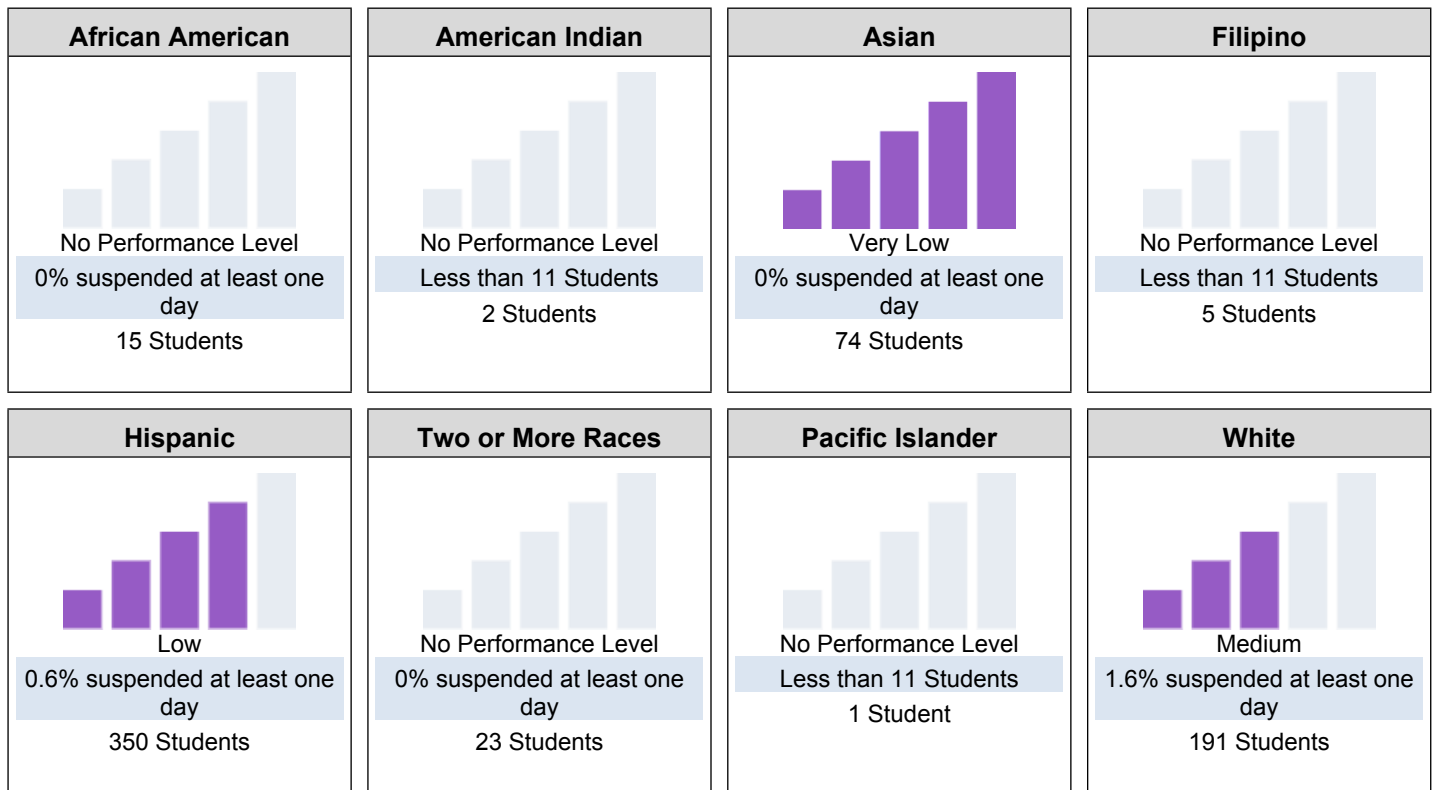 African American
No Performance Level
0% suspended at least one
day
15 Students
American Indian
No Performance Level
Less than 11 Students
2 Students
Asian
Very Low
0% suspended at least one
day
74 Students
Filipino
No Performance Level
Less than 11 Students
5 Students
Hispanic
Low
0.6% suspended at least one
day
350 Students
Two or More Races
No Performance Level
0% suspended at least one
day
23 Students
Pacific Islander
No Performance Level
Less than 11 Students
1 Student
White
Medium
1.6% suspended at least one
day
191 Students